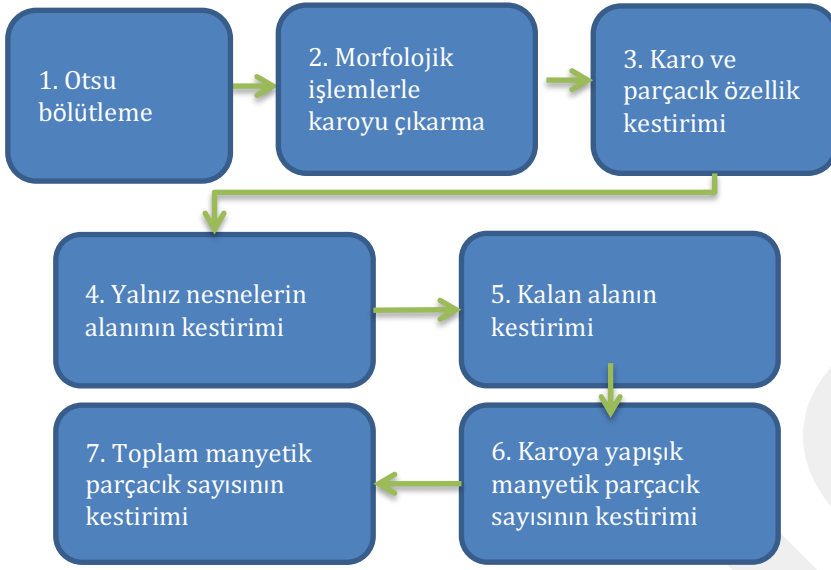 1. Otsu
bölütleme
2. Morfolojik
işlemlerle
karoyu çıkarma
3. Karo ve
parçacık özellik
kestirimi
4. Yalnız nesnelerin
alanının kestirimi
5. Kalan alanın
kestirimi
6. Karoya yapışık
manyetik parçacık
sayısının kestirimi
7. Toplam manyetik
parçacık sayısının
kestirimi